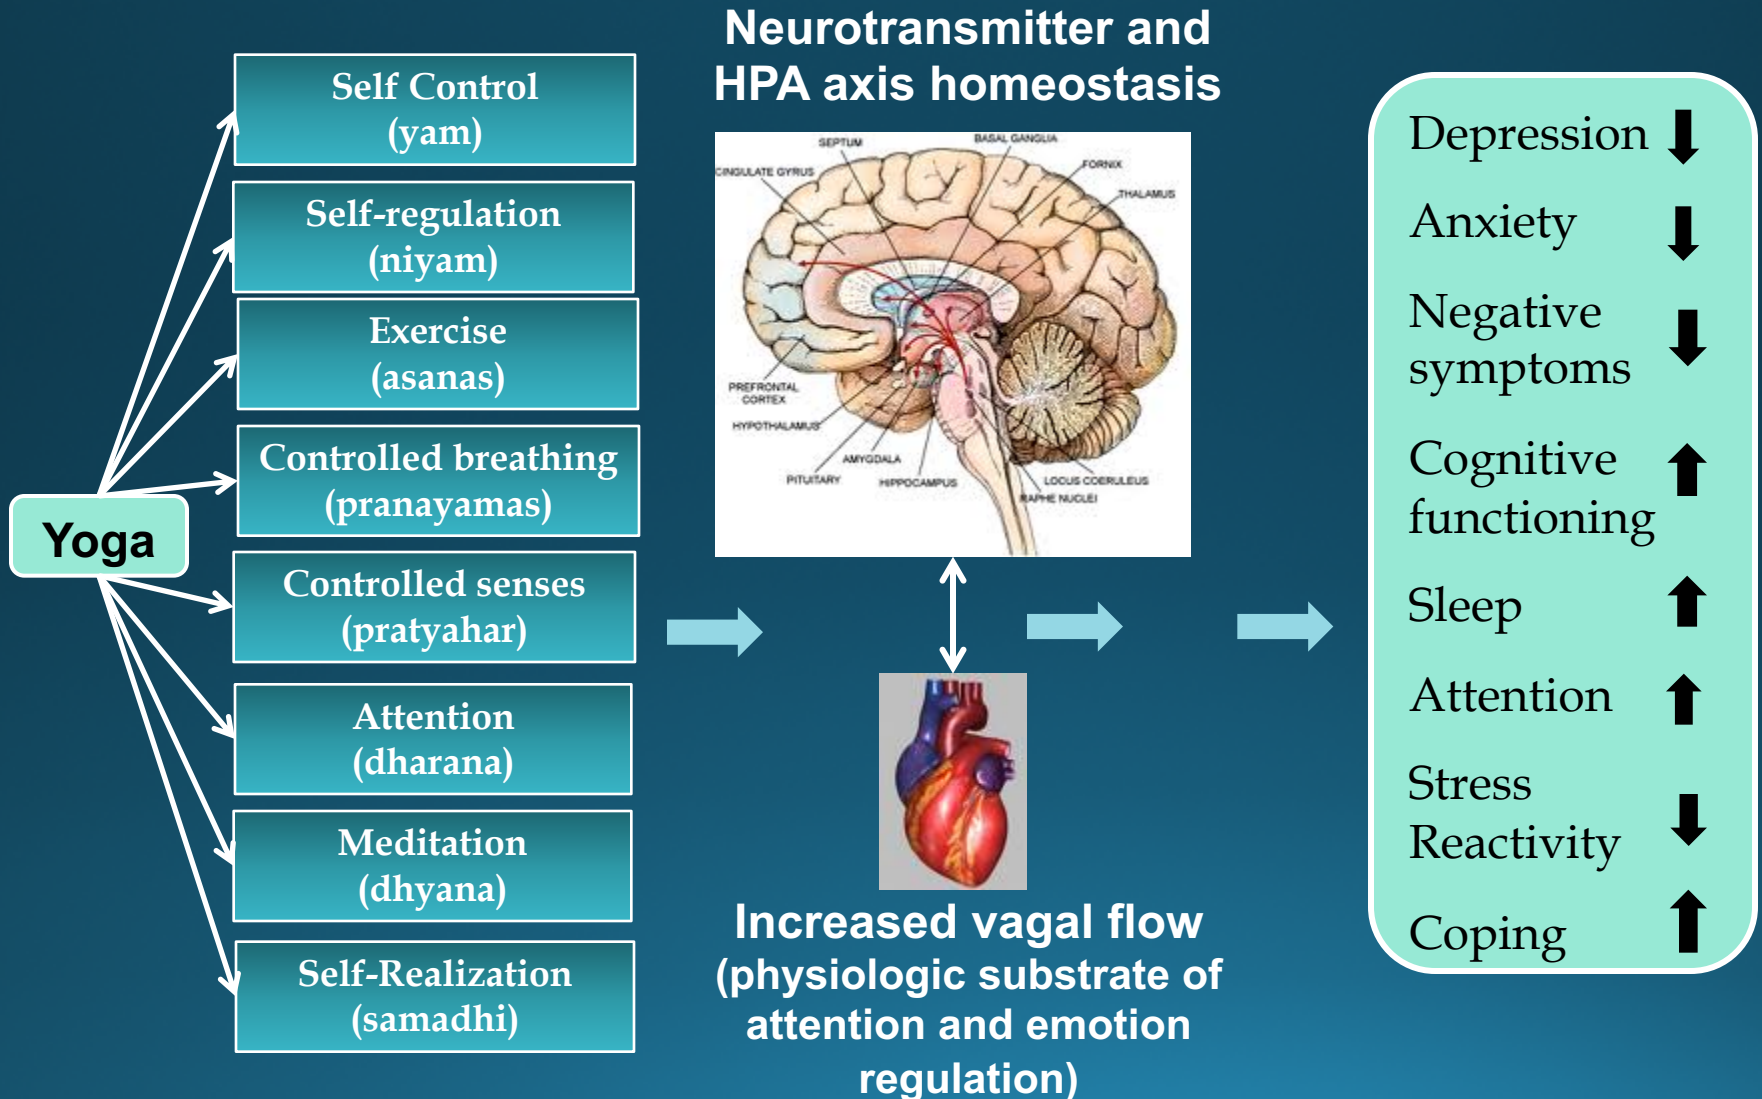 Yoga
Self Control
(yam)
Self-regulation
(niyam)
Exercise
(asanas)
Controlled breathing
(pranayamas)
Controlled senses
(pratyahar)
Attention
(dharana)
Meditation
(dhyana)
Self-Realization
(samadhi)
Neurotransmitter and
HPA axis homeostasis
SEPTUM
BASAL GANGLIA
CINGULATE GYRUS
FORNIX
THALAMUS
PREFRONTAL
CORTEX
HYPOTHALAMUS
AMYGDALA
PITUITARY
HIPPOCAMPUS
LOCUS COERULEUS
RAPHE NUCLEI
Increased vagal flow
(physiologic substrate of
attention and emotion
regulation)
Depression
Anxiety
Negative
symptoms
Cognitive
functioning
Sleep
Attention
Stress
Reactivity
Coping